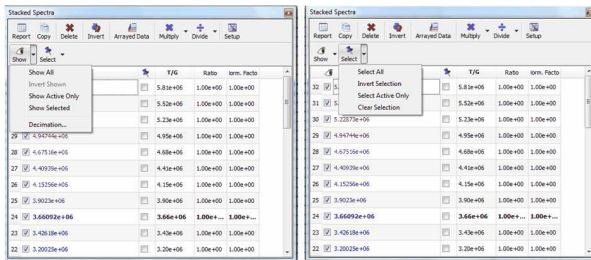 Stacked Spectra
Report Copy Delete Invert Arrayed Data Multiply Divide Setup
Show Select
Show All
Invert Shown
Show Active Only
Show Selected
Decimation...
T/G Ratio orm. Facto
5.81e+06 1.00e+00 1.00e+00
5.52e+06 1.00e+00 1.00e+00
5.23e+06 1.00e+00 1.00e+00
29 4.94744e+06 4.95e+06 1.00e+00 1.00e+00
28 4.67516e+06 4.68e+06 1.00e+00 1.00e+00
27 4.40939e+06 4.41e+06 1.00e+00 1.00e+00
26 4.15256e+06 4.15e+06 1.00e+00 1.00e+00
25 3.9023e+06 3.90e+06 1.00e+00 1.00e+00
24 3.66092e+06 3.66e+06 1.00e+... 1.00e+...
23 3.42618e+06 3.43e+06 1.00e+00 1.00e+00
22 3.20025e+06 3.20e+06 1.00e+00 1.00e+00
Stacked Spectra
Report Copy Delete Invert Arrayed Data Multiply Divide Setup
Show Select
Select All
Invert Selection
Select Active Only
Clear Selection
T/G Ratio orm. Facto
32 5. 5.81e+06 1.00e+00 1.00e+00
31 5. 5.52e+06 1.00e+00 1.00e+00
30 5.22873e+06 5.23e+06 1.00e+00 1.00e+00
29 4.94744e+06 4.95e+06 1.00e+00 1.00e+00
28 4.67516e+06 4.68e+06 1.00e+00 1.00e+00
27 4.40939e+06 4.41e+06 1.00e+00 1.00e+00
26 4.15256e+06 4.15e+06 1.00e+00 1.00e+00
25 3.9023e+06 3.90e+06 1.00e+00 1.00e+00
24 3.66092e+06 3.66e+06 1.00e+... 1.00e+...
23 3.42618e+06 3.43e+06 1.00e+00 1.00e+00
22 3.20025e+06 3.20e+06 1.00e+00 1.00e+00